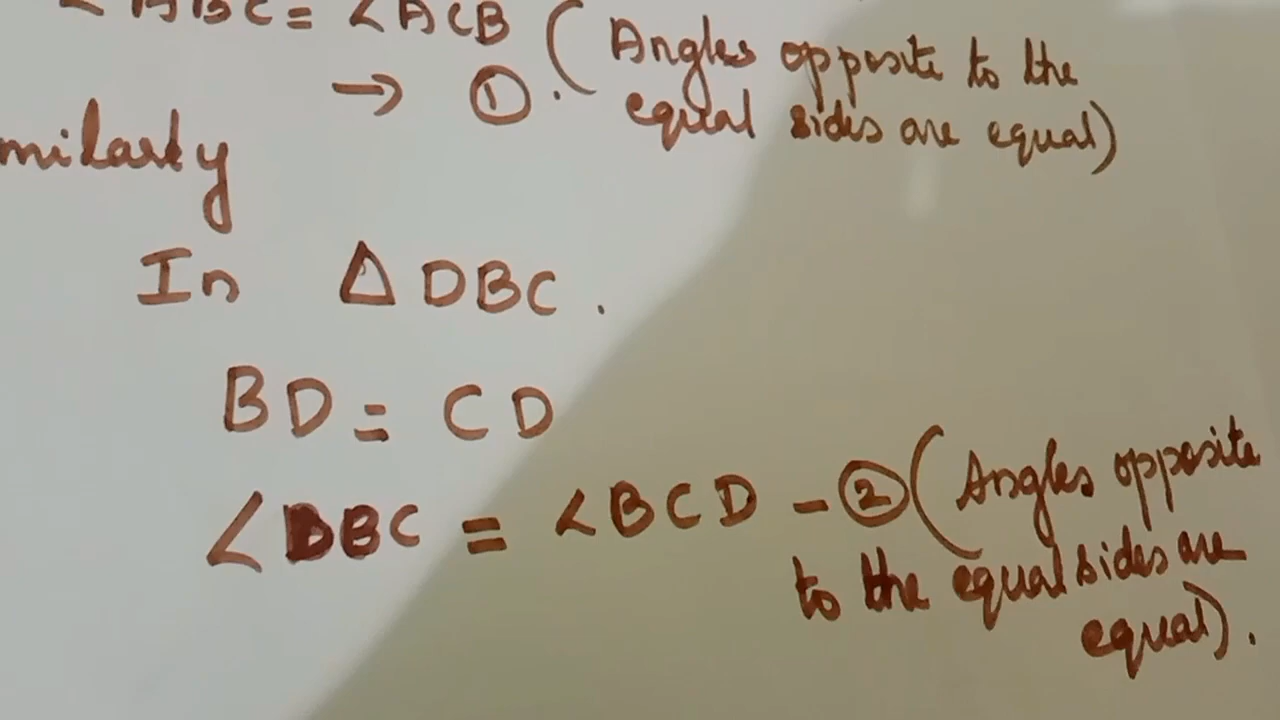 ∠ABC = ∠ACB (Angles opposite to the
→ ①. equal sides are equal)
milarly
In △ DBC.
BD = CD
∠DBC = ∠BCD - ② (Angles opposite
to the equal sides are
equal).